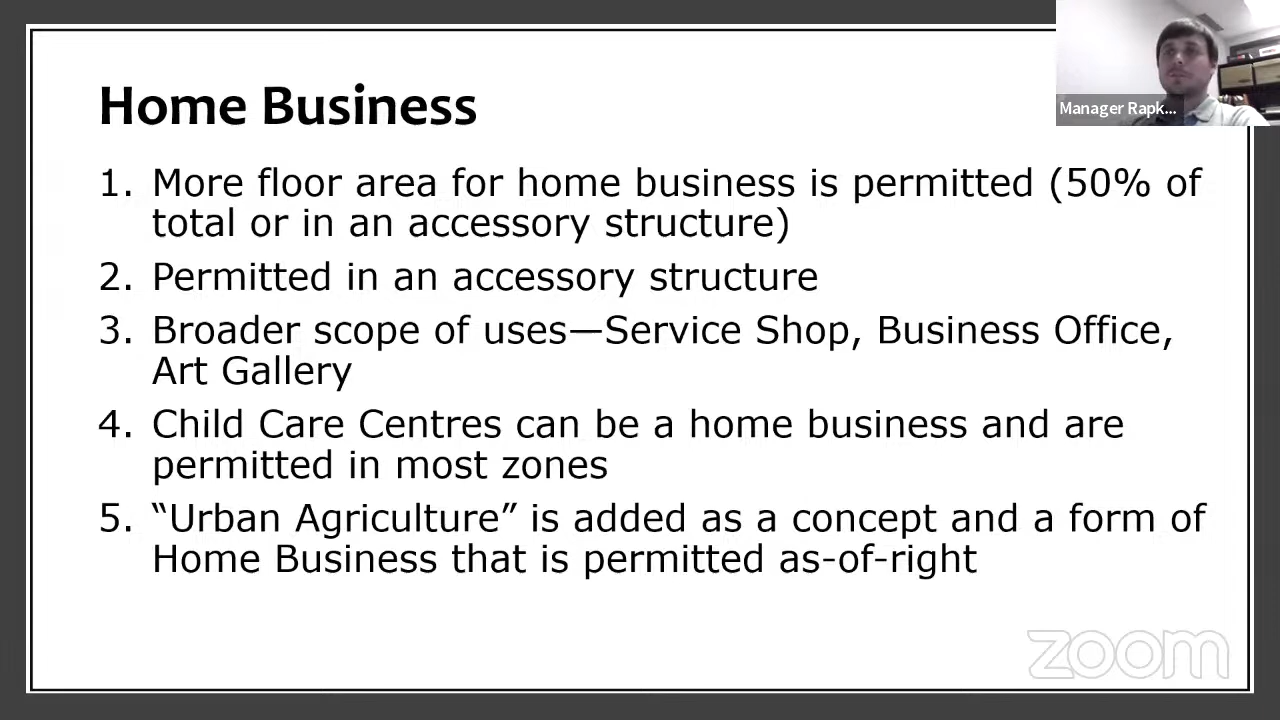 Manager Rapk...
Home Business
1. More floor area for home business is permitted (50% of
total or in an accessory structure)
2. Permitted in an accessory structure
3. Broader scope of uses—Service Shop, Business Office,
Art Gallery
4. Child Care Centres can be a home business and are
permitted in most zones
5. “Urban Agriculture” is added as a concept and a form of
Home Business that is permitted as-of-right
zoom